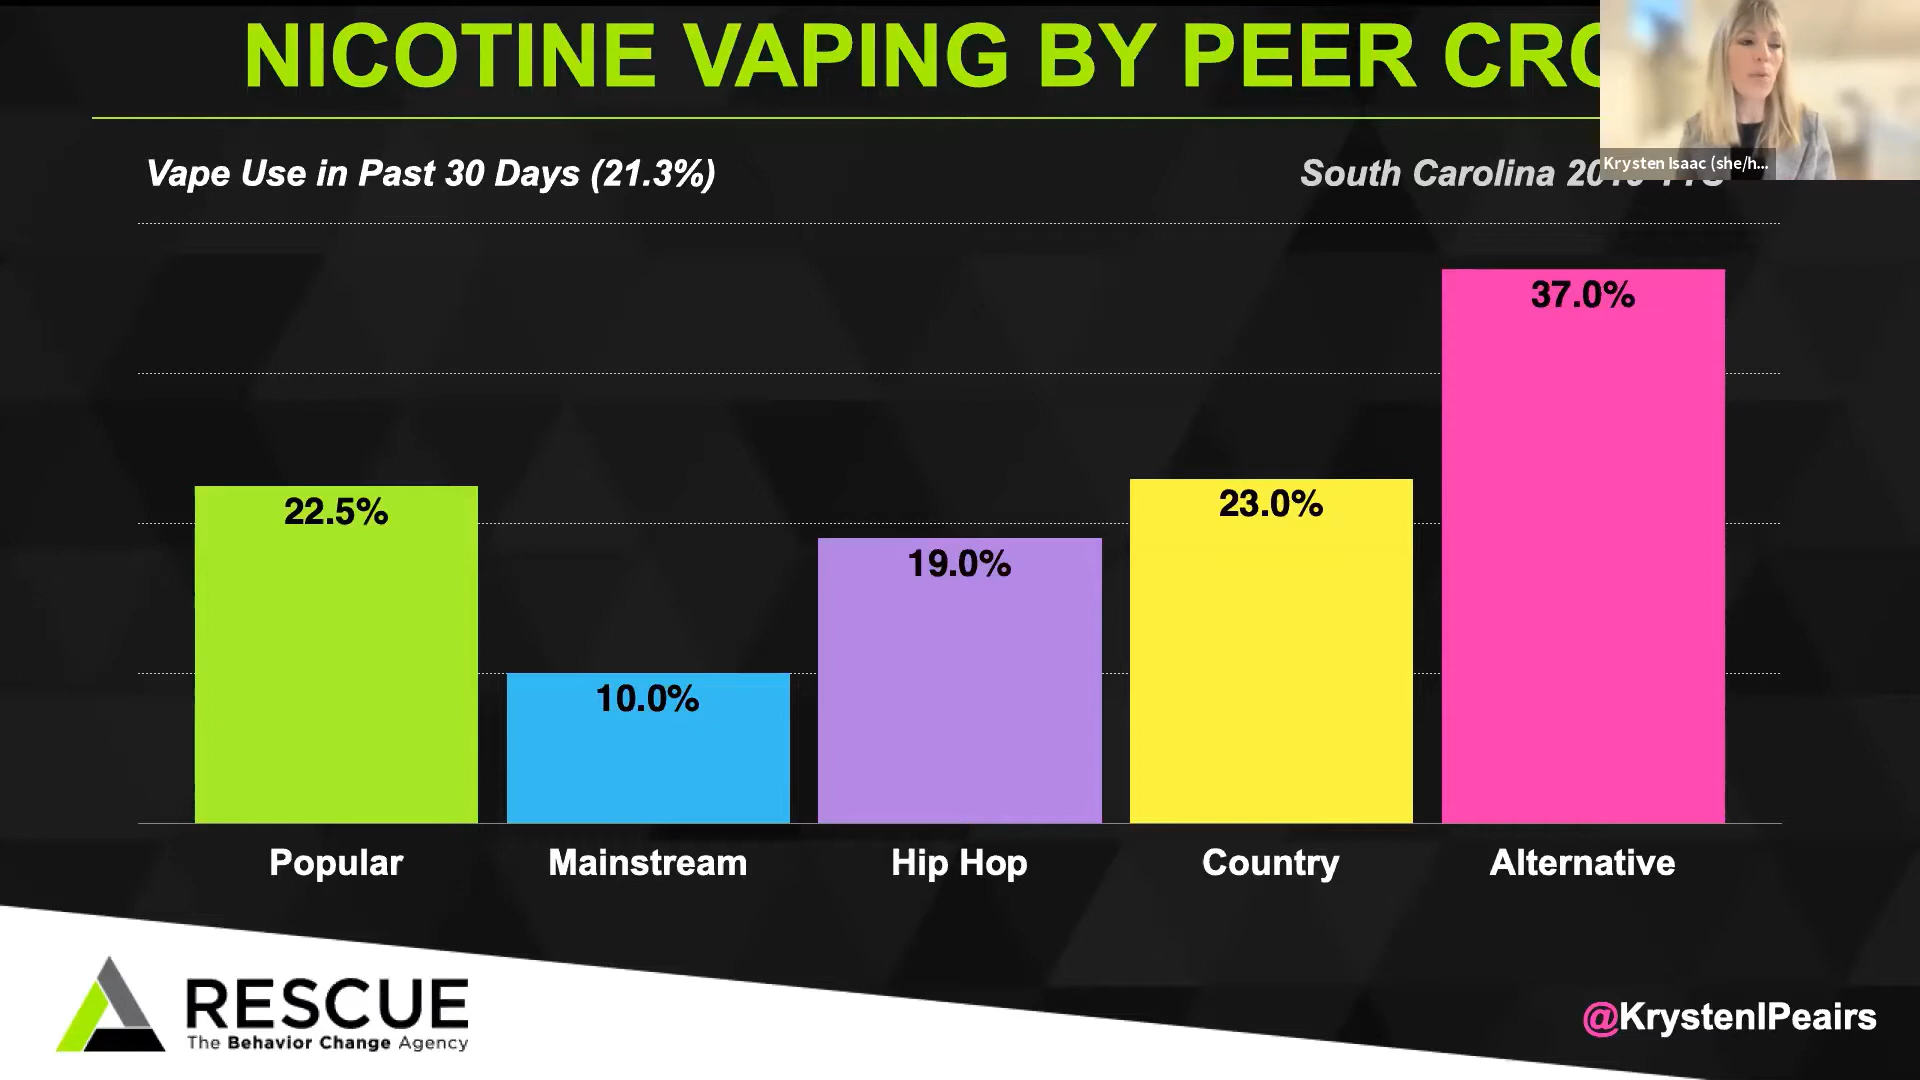 NICOTINE VAPING BY PEER
Krysten Isaac (she/h...
Vape Use in Past 30 Days (21.3%)
South Carolina
37.0%
22.5%
23.0%
19.0%
10.0%
Popular
Mainstream
Hip Hop
Country
Alternative
RESCUE
The Behavior Change Agency
@KrystenIPeairs